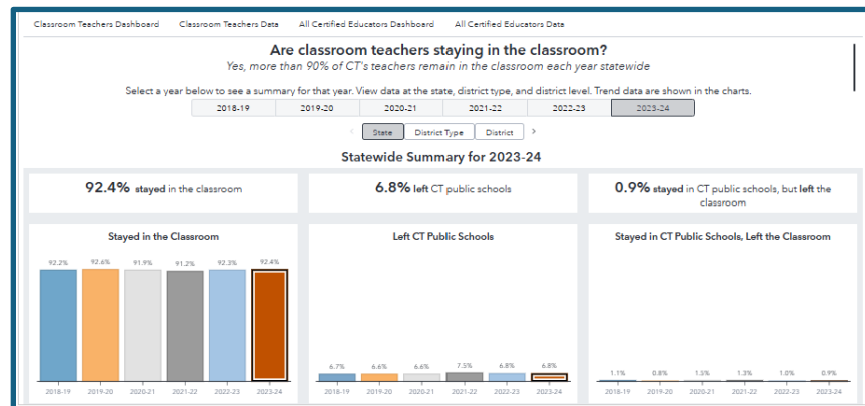 Classroom Teachers Dashboard Classroom Teachers Data All Certified Educators Dashboard All Certified Educators Data
Are classroom teachers staying in the classroom?
Yes, more than 90% of CT's teachers remain in the classroom each year statewide
Select a year below to see a summary for that year. View data at the state, district type, and district level. Trend data are shown in the charts.
2018-19 2019-20 2020-21 2021-22 2022-23 2023-24
< State District Type District >
Statewide Summary for 2023-24
92.4% stayed in the classroom
6.8% left CT public schools
0.9% stayed in CT public schools, but left the
classroom
Stayed in the Classroom
92.2% 92.6% 91.9% 91.2% 92.3% 92.4%
2018-19 2019-20 2020-21 2021-22 2022-23 2023-24
Left CT Public Schools
6.7% 6.6% 6.6% 7.5% 6.8% 6.8%
2018-19 2019-20 2020-21 2021-22 2022-23 2023-24
Stayed in CT Public Schools, Left the Classroom
1.1% 0.8% 1.5% 1.3% 1.0% 0.9%
2018-19 2019-20 2020-21 2021-22 2022-23 2023-24